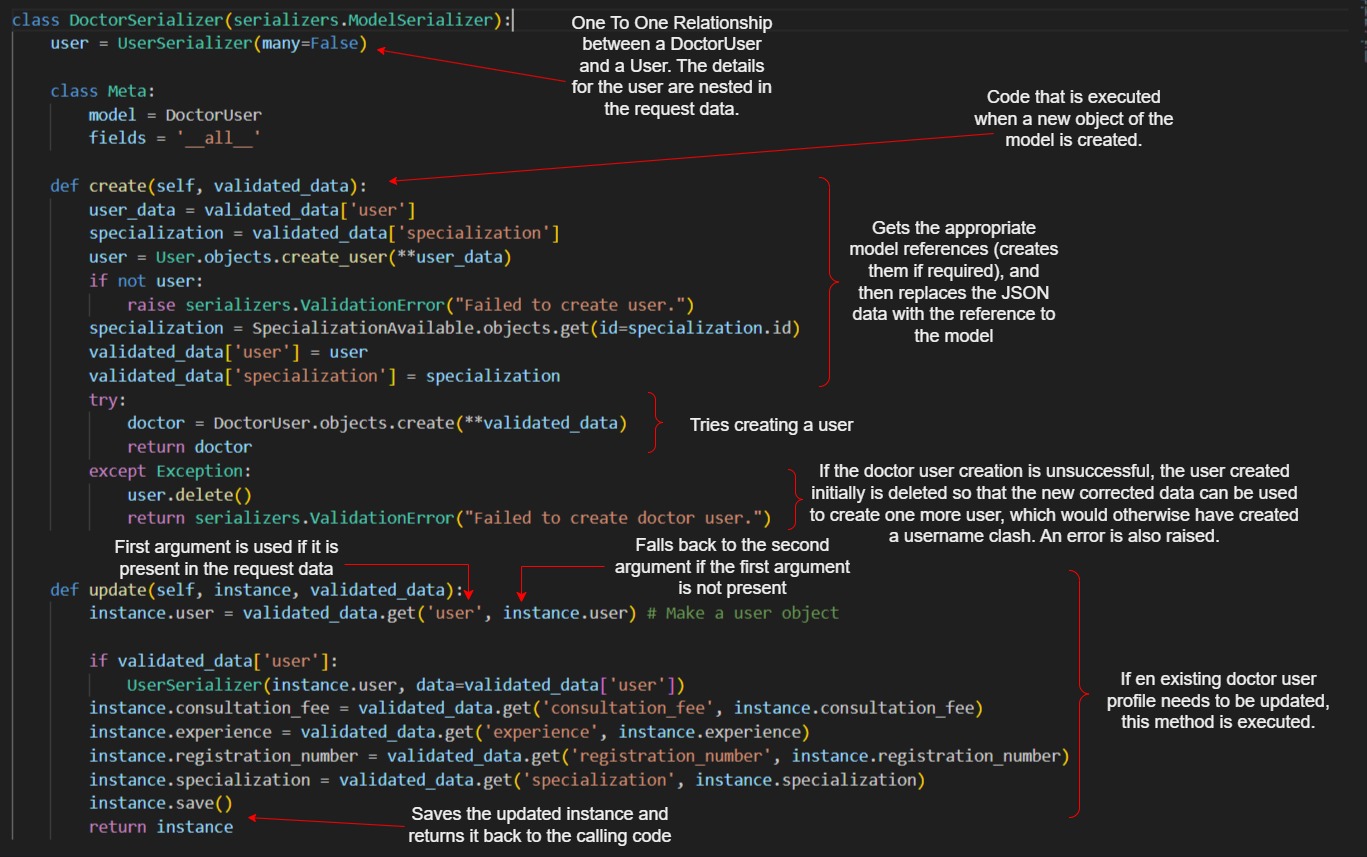 class DoctorSerializer(serializers.ModelSerializer):
    user = UserSerializer(many=False)
One To One Relationship
between a DoctorUser
and a User. The details
for the user are nested in
the request data.
    class Meta:
        model = DoctorUser
        fields = '__all__'
Code that is executed
when a new object of the
model is created.
    def create(self, validated_data):
        user_data = validated_data['user']
        specialization = validated_data['specialization']
        user = User.objects.create_user(**user_data)
        if not user:
            raise serializers.ValidationError("Failed to create user.")
        specialization = SpecializationAvailable.objects.get(id=specialization.id)
        validated_data['user'] = user
        validated_data['specialization'] = specialization
Gets the appropriate
model references (creates
them if required), and
then replaces the JSON
data with the reference to
the model
        try:
            doctor = DoctorUser.objects.create(**validated_data)
            return doctor
Tries creating a user
        except Exception:
            user.delete()
            return serializers.ValidationError("Failed to create doctor user.")
If the doctor user creation is unsuccessful, the user created
initially is deleted so that the new corrected data can be used
to create one more user, which would otherwise have created
a username clash. An error is also raised.
First argument is used if it is
present in the request data
Falls back to the second
argument if the first argument
is not present
    def update(self, instance, validated_data):
        instance.user = validated_data.get('user', instance.user) # Make a user object
        if validated_data['user']:
            UserSerializer(instance.user, data=validated_data['user'])
        instance.consultation_fee = validated_data.get('consultation_fee', instance.consultation_fee)
        instance.experience = validated_data.get('experience', instance.experience)
        instance.registration_number = validated_data.get('registration_number', instance.registration_number)
        instance.specialization = validated_data.get('specialization', instance.specialization)
        instance.save()
        return instance
If en existing doctor user
profile needs to be updated,
this method is executed.
Saves the updated instance and
returns it back to the calling code